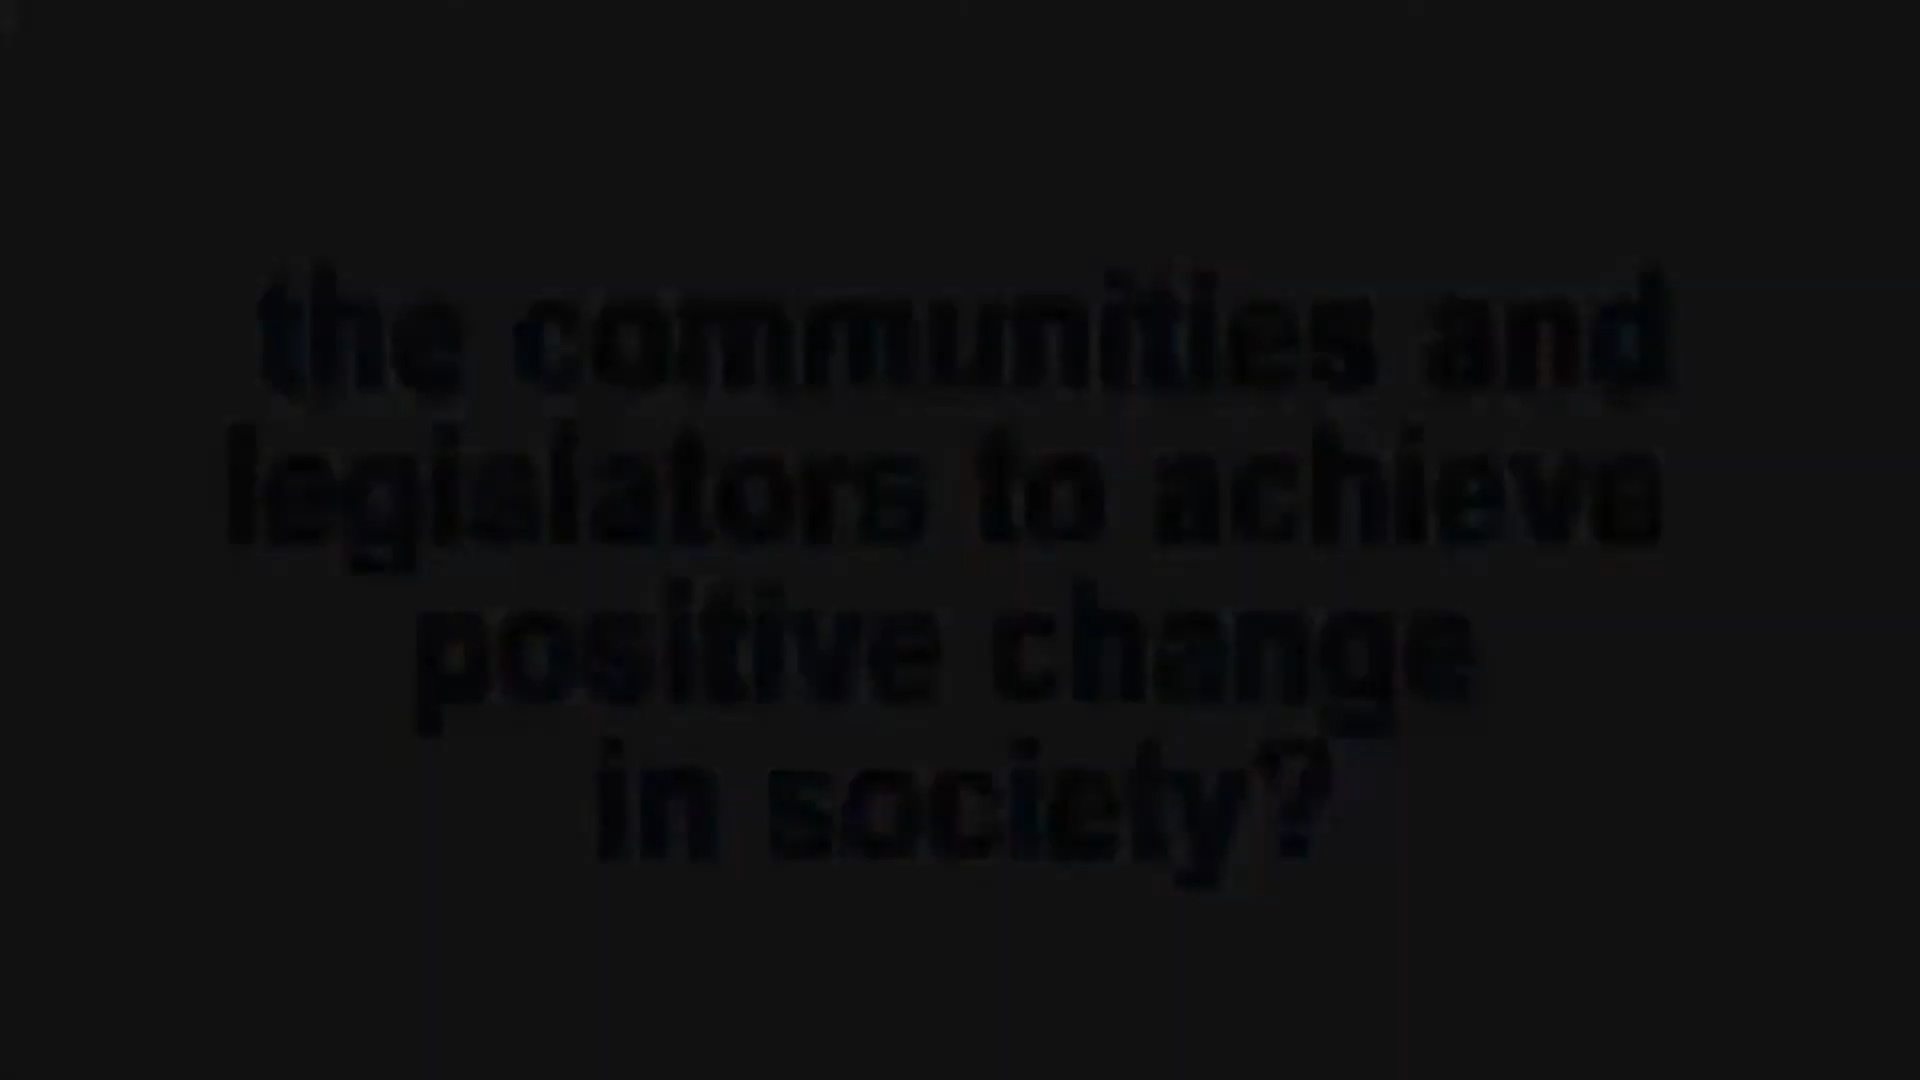 the communities and
legislators to achieve
positive change
in society?